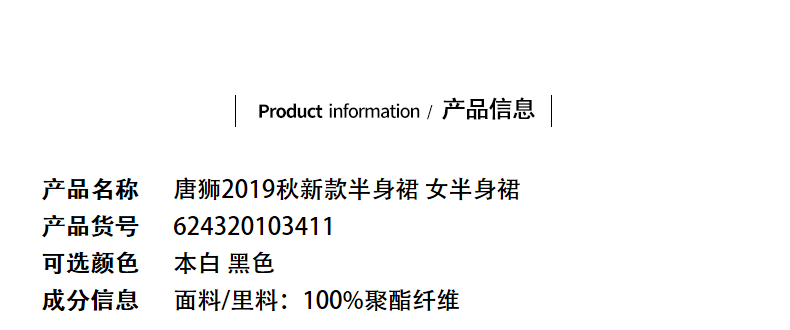 Product information / 产品信息
产品名称 唐狮2019秋新款半身裙 女半身裙
产品货号 624320103411
可选颜色 本白 黑色
成分信息 面料/里料：100%聚酯纤维